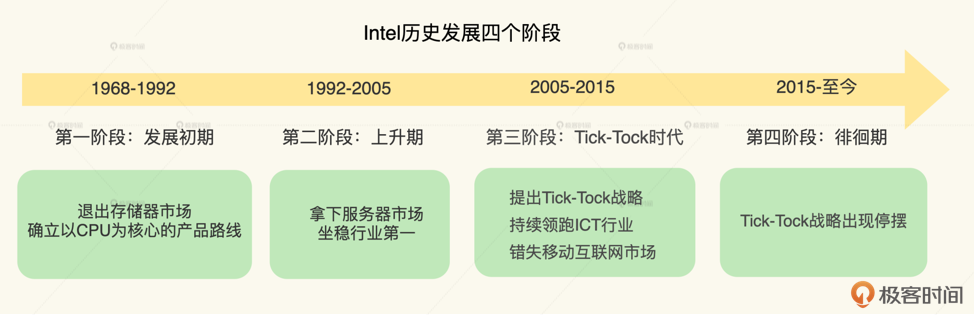 Intel历史发展四个阶段
1968-1992
1992-2005
2005-2015
2015-至今
第一阶段：发展初期
第二阶段：上升期
第三阶段：Tick-Tock时代
第四阶段：徘徊期
退出存储器市场
确立以CPU为核心的产品路线
拿下服务器市场
坐稳行业第一
提出Tick-Tock战略
持续领跑ICT行业
错失移动互联网市场
Tick-Tock战略出现停摆
极客时间